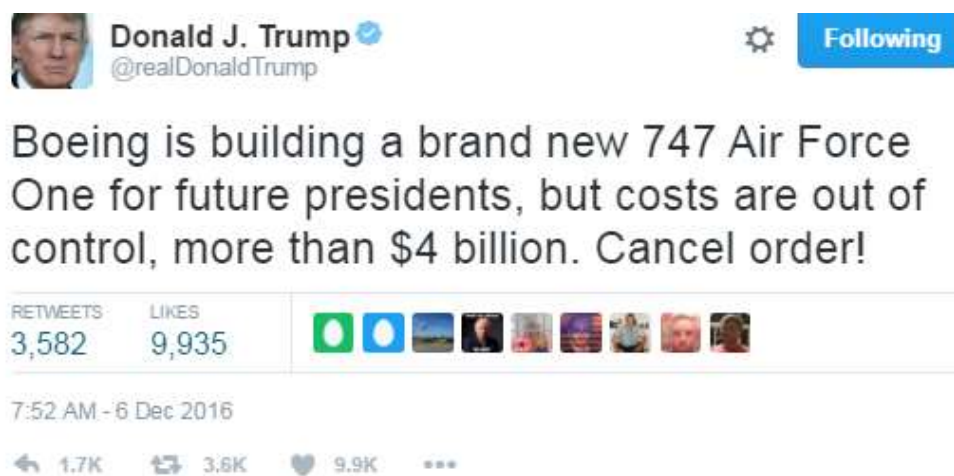 Donald J. Trump
Following
@realDonaldTrump
Boeing is building a brand new 747 Air Force
One for future presidents, but costs are out of
control, more than $4 billion. Cancel order!
RETWEETS LIKES
3,582 9,935
7:52 AM - 6 Dec 2016
1.7K 3.6K 9.9K